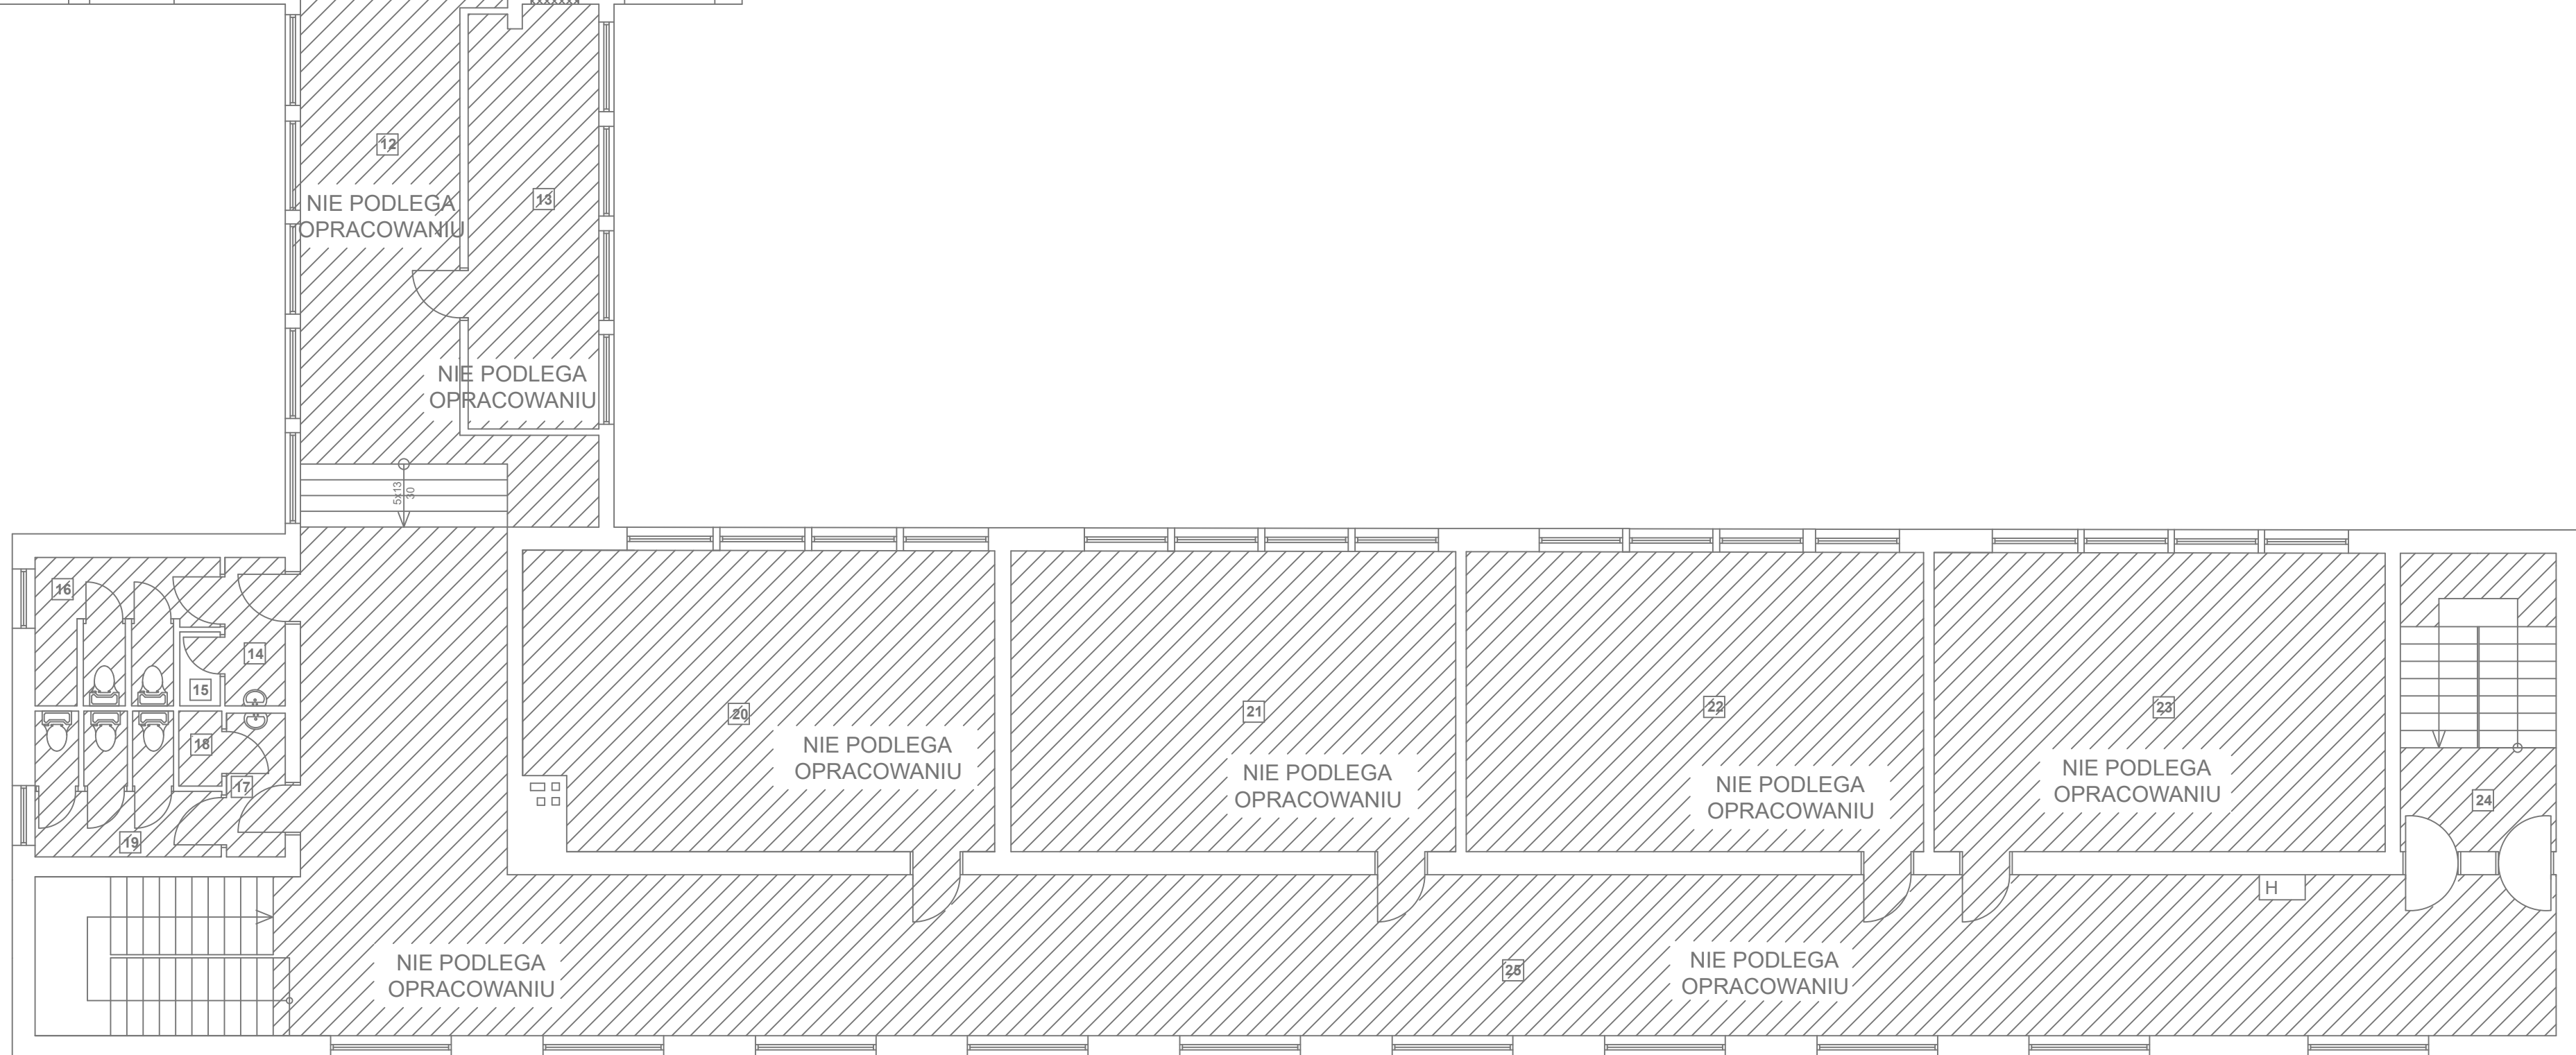 12
13
NIE PODLEGA
OPRACOWANIU
NIE PODLEGA
OPRACOWANIU
5x13
30
16
14
15
18
17
19
20
NIE PODLEGA
OPRACOWANIU
21
NIE PODLEGA
OPRACOWANIU
22
NIE PODLEGA
OPRACOWANIU
23
NIE PODLEGA
OPRACOWANIU
24
H
NIE PODLEGA
OPRACOWANIU
25
NIE PODLEGA
OPRACOWANIU